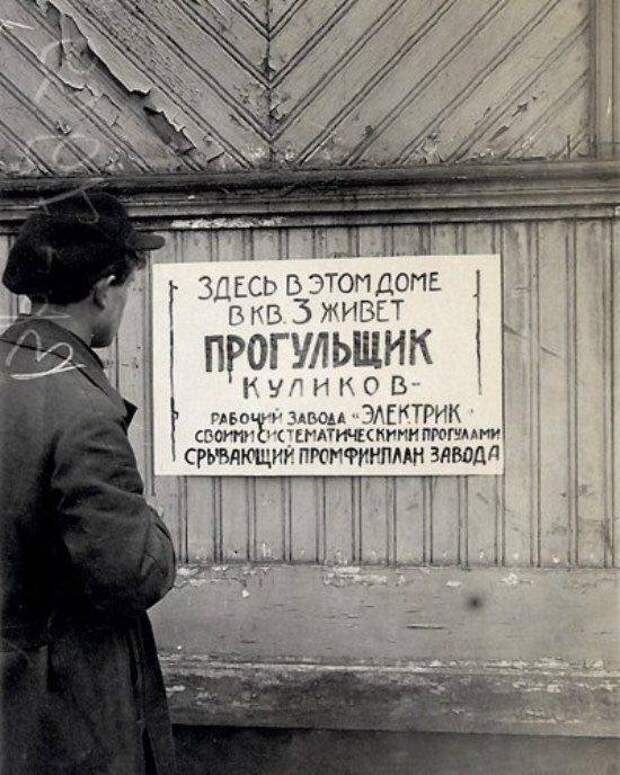 ЗДЕСЬ В ЭТОМ ДОМЕ
В КВ. 3 ЖИВЕТ
ПРОГУЛЬЩИК
КУЛИКОВ-
РАБОЧИЙ ЗАВОДА "ЭЛЕКТРИК"
СВОИМИ СИСТЕМАТИЧЕСКИМИ ПРОГУЛАМИ
СРЫВАЮЩИЙ ПРОМФИНПЛАН ЗАВОДА